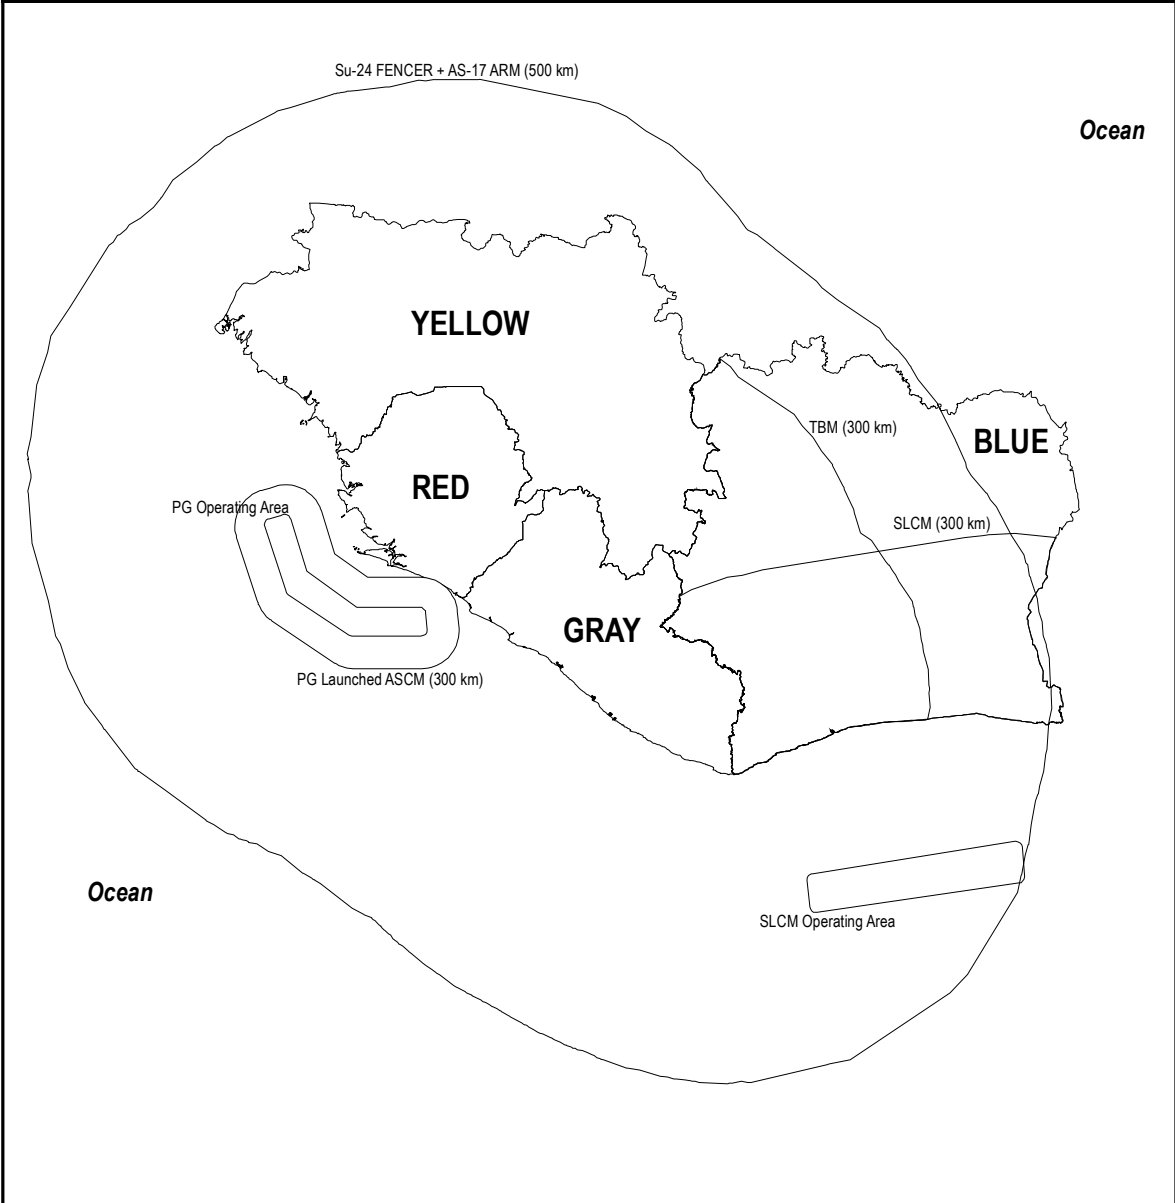 Su-24 FENCER + AS-17 ARM (500 km)
Ocean
YELLOW
TBM (300 km)
BLUE
RED
PG Operating Area
SLCM (300 km)
GRAY
PG Launched ASCM (300 km)
Ocean
SLCM Operating Area